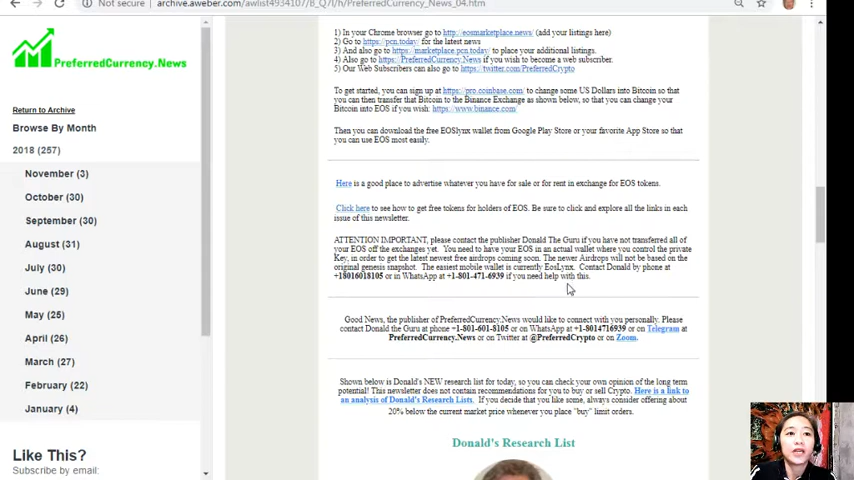 Not secure | archive.aweber.com/awlist4934107/B_Q7I/h/PreferredCurrency_News_04.htm
PreferredCurrency.News
Return to Archive
Browse By Month
2018 (257)
November (3)
October (30)
September (30)
August (31)
July (30)
June (29)
May (25)
April (26)
March (27)
February (22)
January (4)
Like This?
Subscribe by email:
1) In your Chrome browser go to http://eosmarketplace.news/ (add your listings here)
2) Go to https://pcn.today/ for the latest news
3) And also go to https://marketplace.pcn.today/ to place your additional listings.
4) Also go to https://PreferredCurrency.News if you wish to become a web subscriber.
5) Our Web Subscribers can also go to https://twitter.com/PreferredCrypto
To get started, you can sign up at https://pro.coinbase.com/ to change some US Dollars into Bitcoin so that
you can then transfer that Bitcoin to the Binance Exchange as shown below, so that you can change your
Bitcoin into EOS if you wish: https://www.binance.com/
Then you can download the free EOSlynx wallet from Google Play Store or your favorite App Store so that
you can use EOS most easily.
Here is a good place to advertise whatever you have for sale or for rent in exchange for EOS tokens.
Click here to see how to get free tokens for holders of EOS. Be sure to click and explore all the links in each
issue of this newsletter.
ATTENTION IMPORTANT, please contact the publisher Donald The Guru if you have not transferred all of
your EOS off the exchanges yet. You need to have your EOS in an actual wallet where you control the private
Key, in order to get the latest newest free airdrops coming soon. The newer Airdrops will not be based on the
original genesis snapshot. The easiest mobile wallet is currently EosLynx. Contact Donald by phone at
+18016018105 or in WhatsApp at +1-801-471-6939 if you need help with this.
Good News, the publisher of PreferredCurrency.News would like to connect with you personally. Please
contact Donald the Guru at phone +1-801-601-8105 or on WhatsApp at +1-8014716939 or on Telegram at
PreferredCurrency.News or on Twitter at @PreferredCrypto or on Zoom.
Shown below is Donald's NEW research list for today, so you can check your own opinion of the long term
potential! This newsletter does not contain recommendations for you to buy or sell Crypto. Here is a link to
an analysis of Donald's Research Lists. If you decide that you like some, always consider offering about
20% below the current market price whenever you place "buy" limit orders.
Donald's Research List